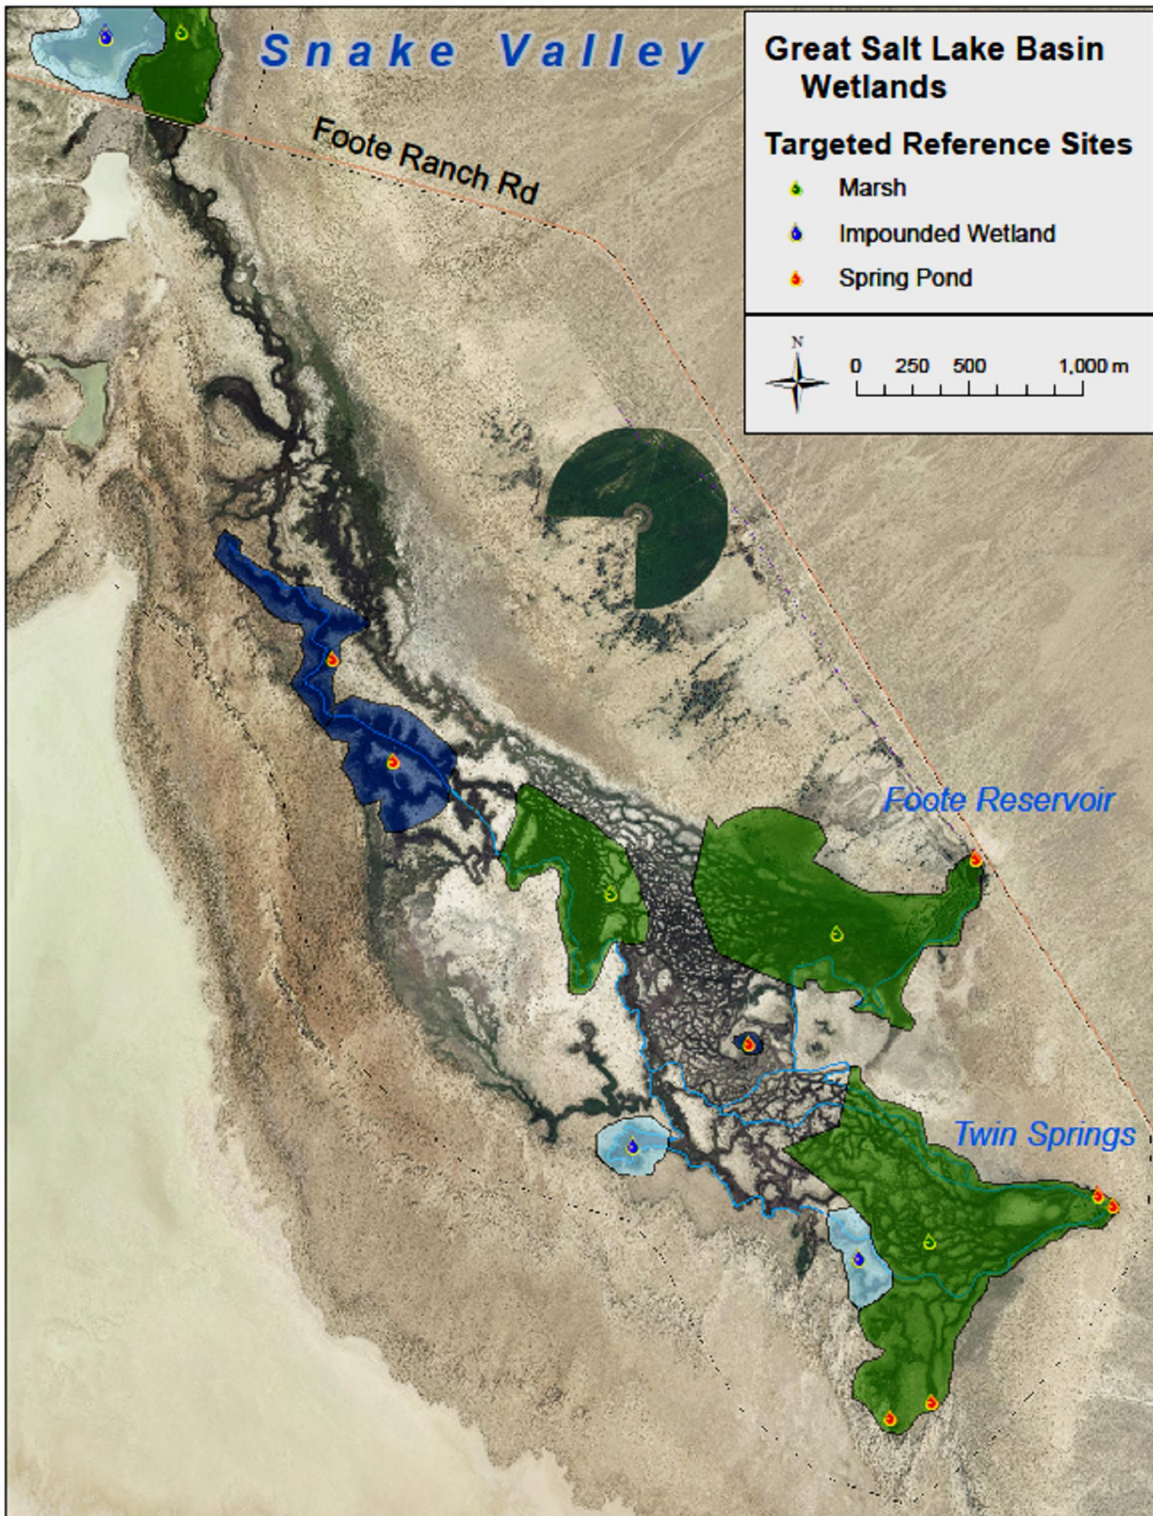 Snake Valley
Foote Ranch Rd
Great Salt Lake Basin
Wetlands
Targeted Reference Sites
Marsh
Impounded Wetland
Spring Pond
N
0 250 500 1,000 m
Foote Reservoir
Twin Springs